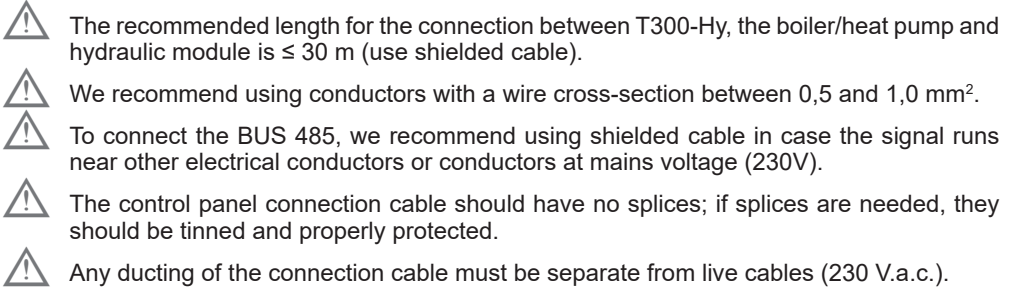 The recommended length for the connection between T300-Hy, the boiler/heat pump and
hydraulic module is ≤ 30 m (use shielded cable).
We recommend using conductors with a wire cross-section between 0,5 and 1,0 mm².
To connect the BUS 485, we recommend using shielded cable in case the signal runs
near other electrical conductors or conductors at mains voltage (230V).
The control panel connection cable should have no splices; if splices are needed, they
should be tinned and properly protected.
Any ducting of the connection cable must be separate from live cables (230 V.a.c.).